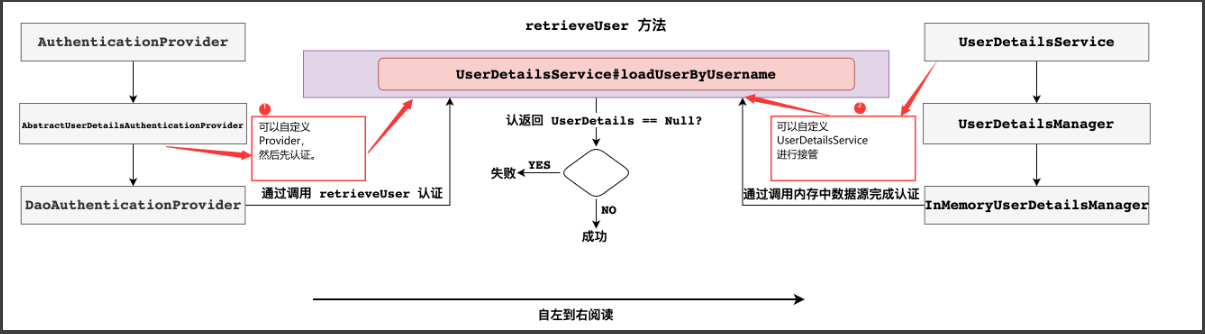 retrieveUser 方法
AuthenticationProvider
AbstractUserDetailsAuthenticationProvider
DaoAuthenticationProvider
1
可以自定义
Provider,
然后先认证。
通过调用 retrieveUser 认证
UserDetailsService#loadUserByUsername
认返回 UserDetails == Null?
YES
失败
NO
成功
可以自定义
UserDetailsService
进行接管
通过调用内存中数据源完成认证
UserDetailsService
UserDetailsManager
InMemoryUserDetailsManager
自左到右阅读